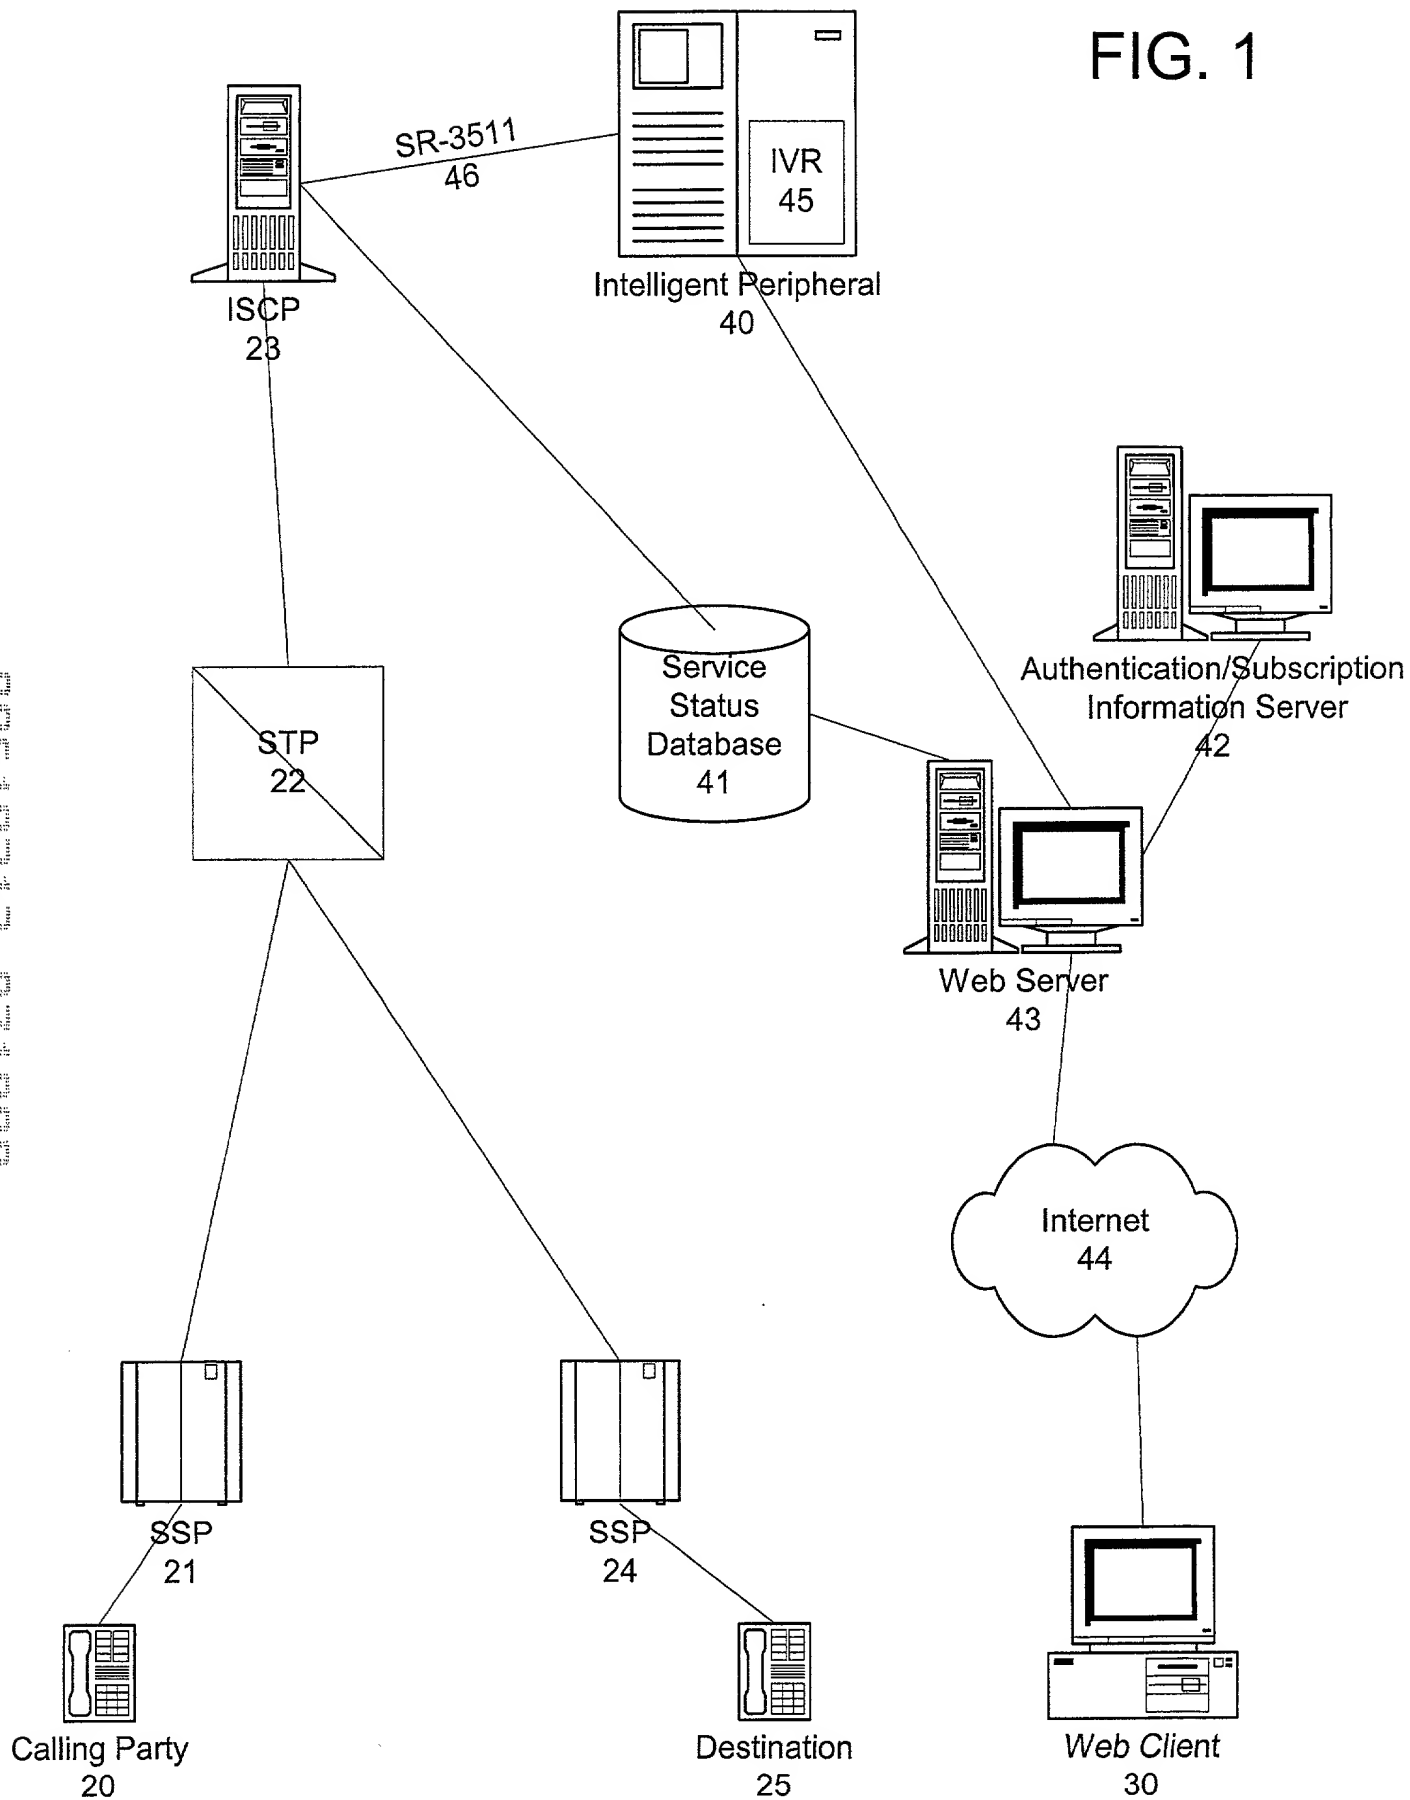 FIG. 1
SR-3511
46
IVR
45
ISCP
23
Intelligent Peripheral
40
Authentication/Subscription
Information Server
42
Service
Status
Database
41
STP
22
Web Server
43
Internet
44
SSP
21
SSP
24
Calling Party
20
Destination
25
Web Client
30